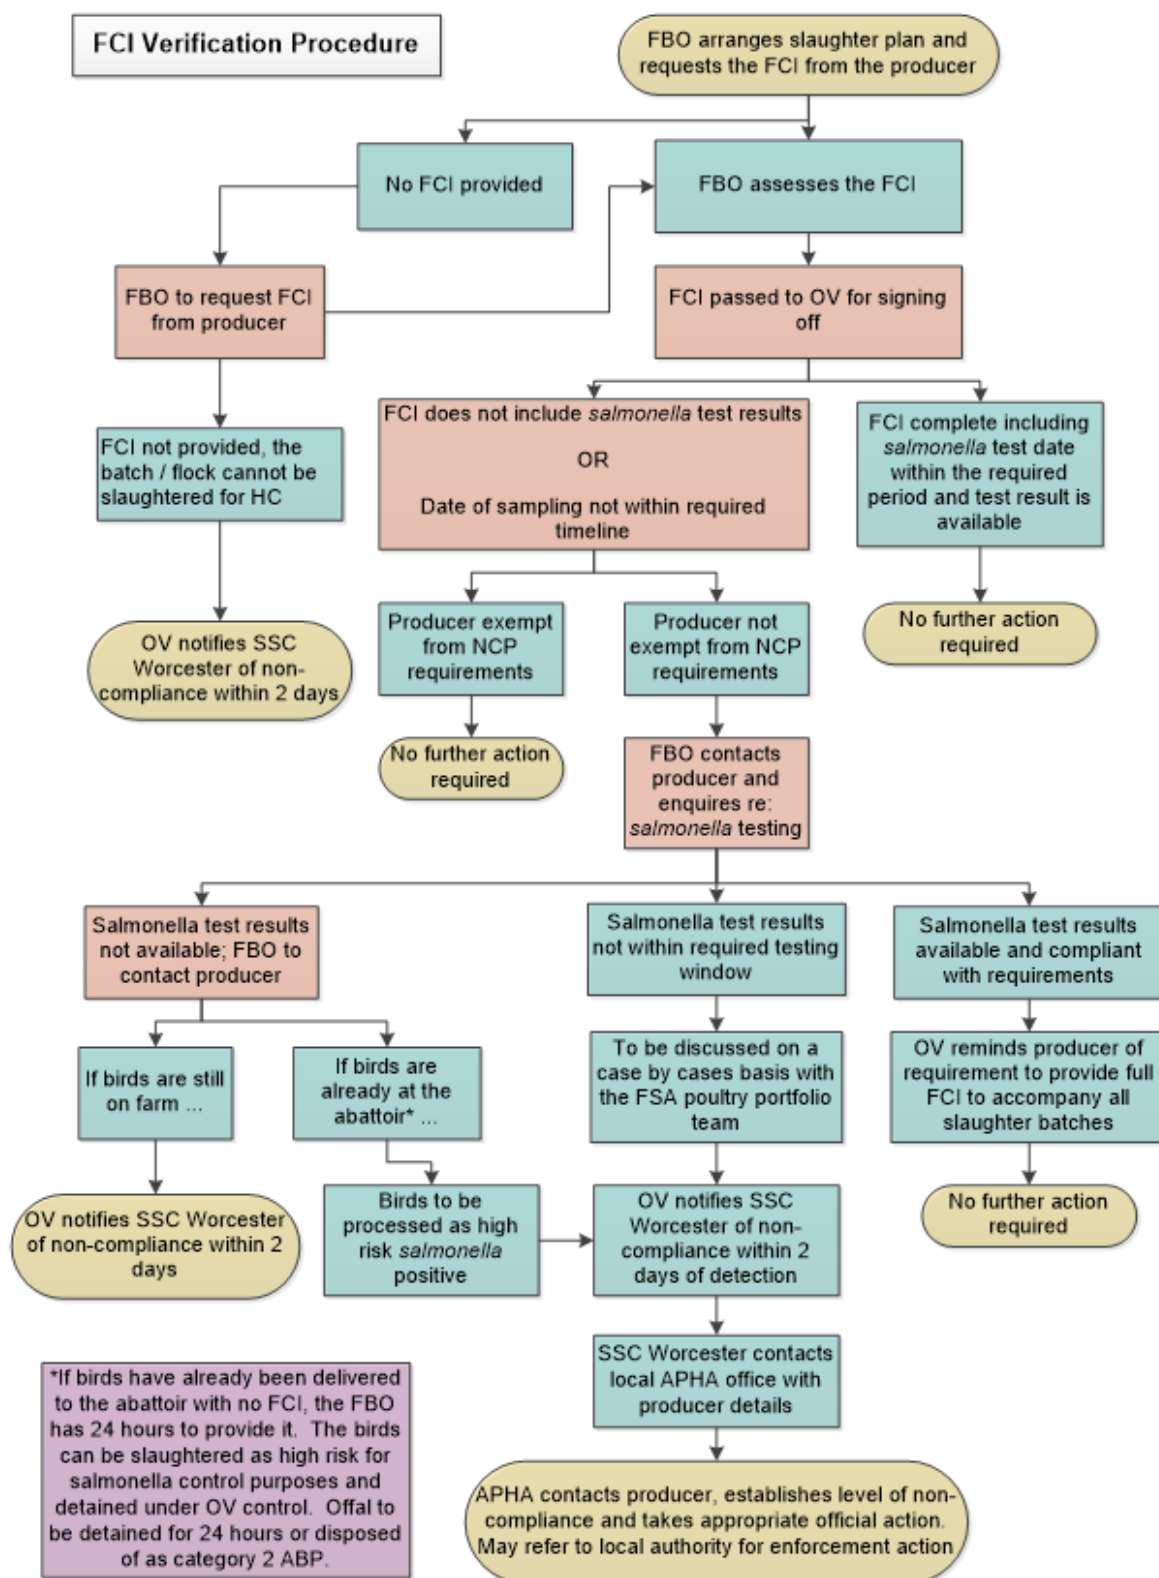 FCI Verification Procedure
FBO arranges slaughter plan and
requests the FCI from the producer
No FCI provided
FBO assesses the FCI
FBO to request FCI
from producer
FCI passed to OV for signing
off
FCI not provided, the
batch / flock cannot be
slaughtered for HC
FCI does not include salmonella test results
OR
Date of sampling not within required
timeline
FCI complete including
salmonella test date
within the required
period and test result is
available
OV notifies SSC
Worcester of non-
compliance within 2 days
Producer exempt
from NCP
requirements
Producer not
exempt from NCP
requirements
No further action
required
No further action
required
FBO contacts
producer and
enquires re:
salmonella testing
Salmonella test results
not available; FBO to
contact producer
Salmonella test results
not within required testing
window
Salmonella test results
available and compliant
with requirements
If birds are still
on farm ...
If birds are
already at the
abattoir* ...
To be discussed on a
case by cases basis with
the FSA poultry portfolio
team
OV reminds producer of
requirement to provide full
FCI to accompany all
slaughter batches
OV notifies SSC Worcester
of non-compliance within 2
days
Birds to be
processed as high
risk salmonella
positive
OV notifies SSC
Worcester of non-
compliance within 2
days of detection
No further action
required
SSC Worcester contacts
local APHA office with
producer details
*If birds have already been delivered
to the abattoir with no FCI, the FBO
has 24 hours to provide it. The birds
can be slaughtered as high risk for
salmonella control purposes and
detained under OV control. Offal to
be detained for 24 hours or disposed
of as category 2 ABP.
APHA contacts producer, establishes level of non-
compliance and takes appropriate official action.
May refer to local authority for enforcement action